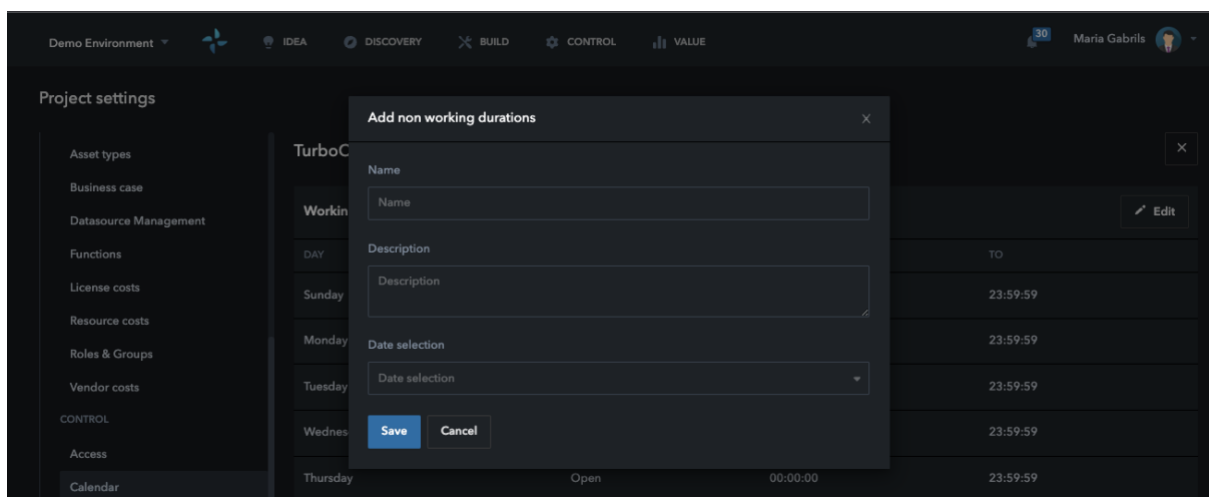 Demo Environment
IDEA
DISCOVERY
BUILD
CONTROL
VALUE
30
Maria Gabrils
Project settings
Asset types
Business case
Datasource Management
Functions
License costs
Resource costs
Roles & Groups
Vendor costs
CONTROL
Access
Calendar
TurboC
Workin
Edit
DAY
TO
Sunday
23:59:59
Monday
23:59:59
Tuesday
23:59:59
Wednes
23:59:59
Thursday
Open
00:00:00
23:59:59
Add non working durations
Name
Name
Description
Description
Date selection
Date selection
Save
Cancel